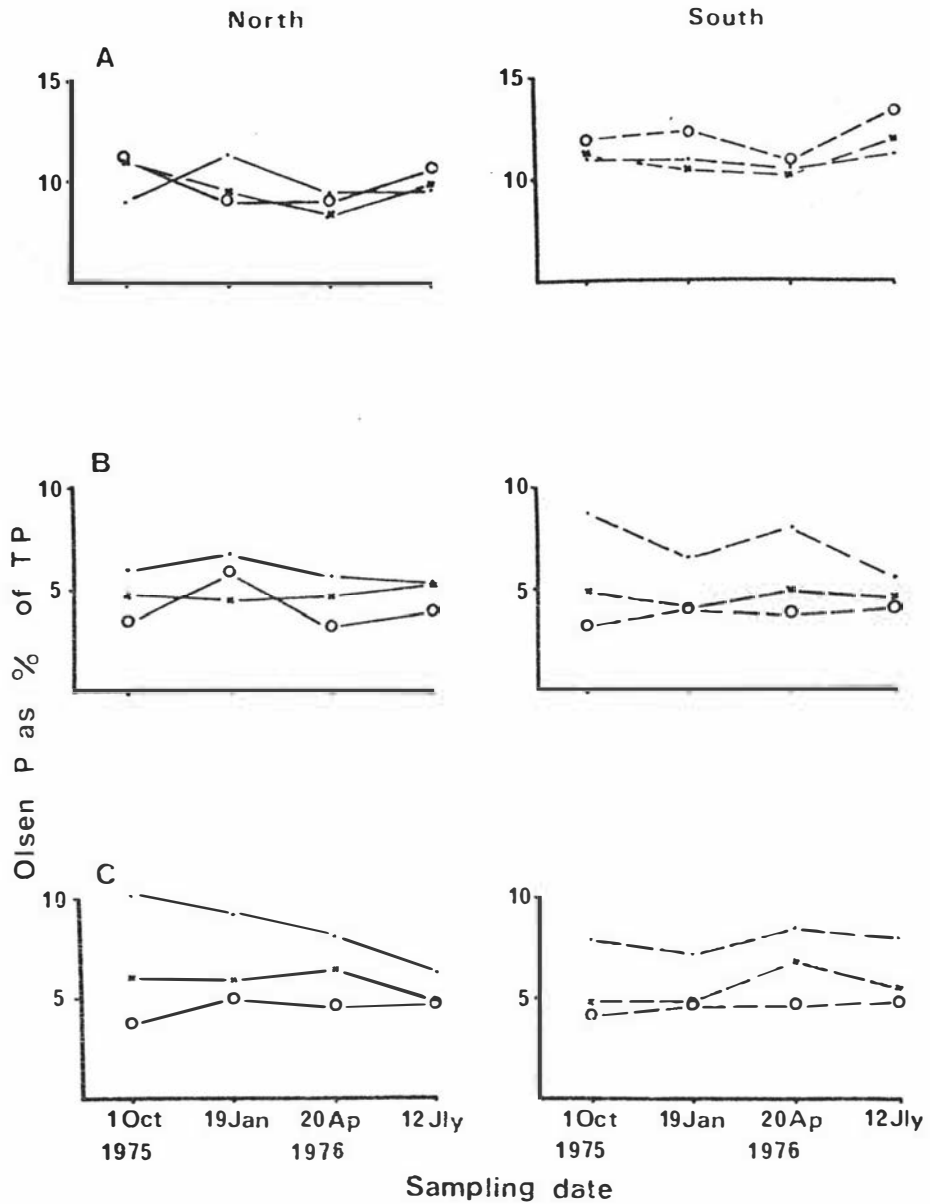 North South
A
15 15
10 10
B
10 10
5 5
C
10 10
5 5
Olsen P as % of TP
1Oct 19Jan 20Ap 12Jly 1Oct 19Jan 20Ap 12Jly
1975 1976 1975 1976
Sampling date